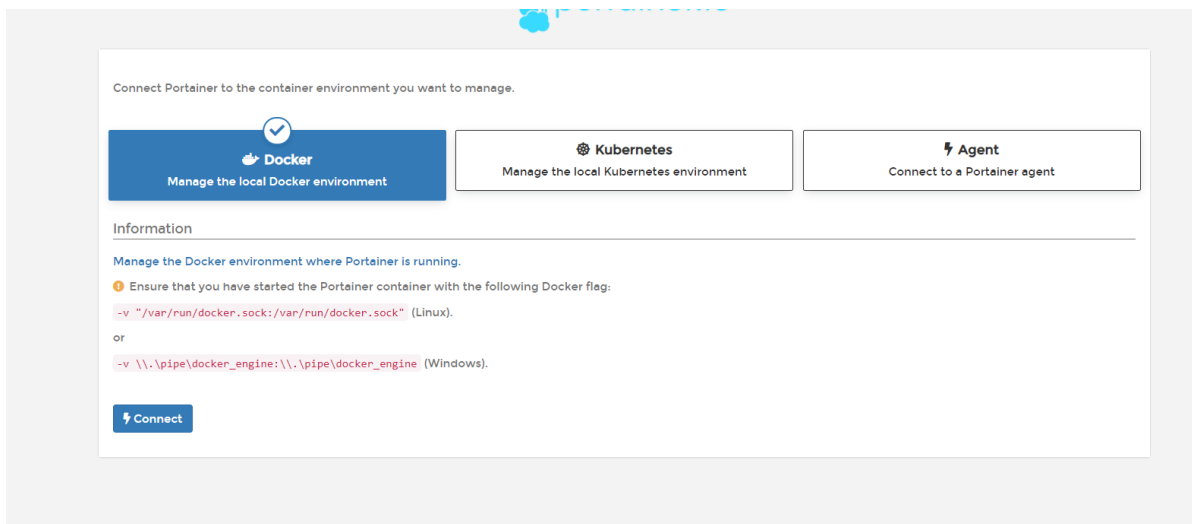 Connect Portainer to the container environment you want to manage.
Docker
Manage the local Docker environment
Kubernetes
Manage the local Kubernetes environment
Agent
Connect to a Portainer agent
Information
Manage the Docker environment where Portainer is running.
Ensure that you have started the Portainer container with the following Docker flag:
-v "/var/run/docker.sock:/var/run/docker.sock" (Linux).
or
-v \\.\pipe\docker_engine:\\.\pipe\docker_engine (Windows).
Connect